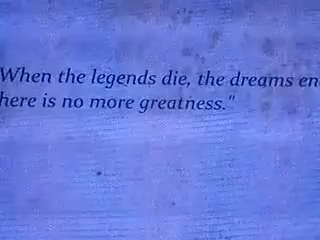 When the legends die, the dreams en
here is no more greatness."